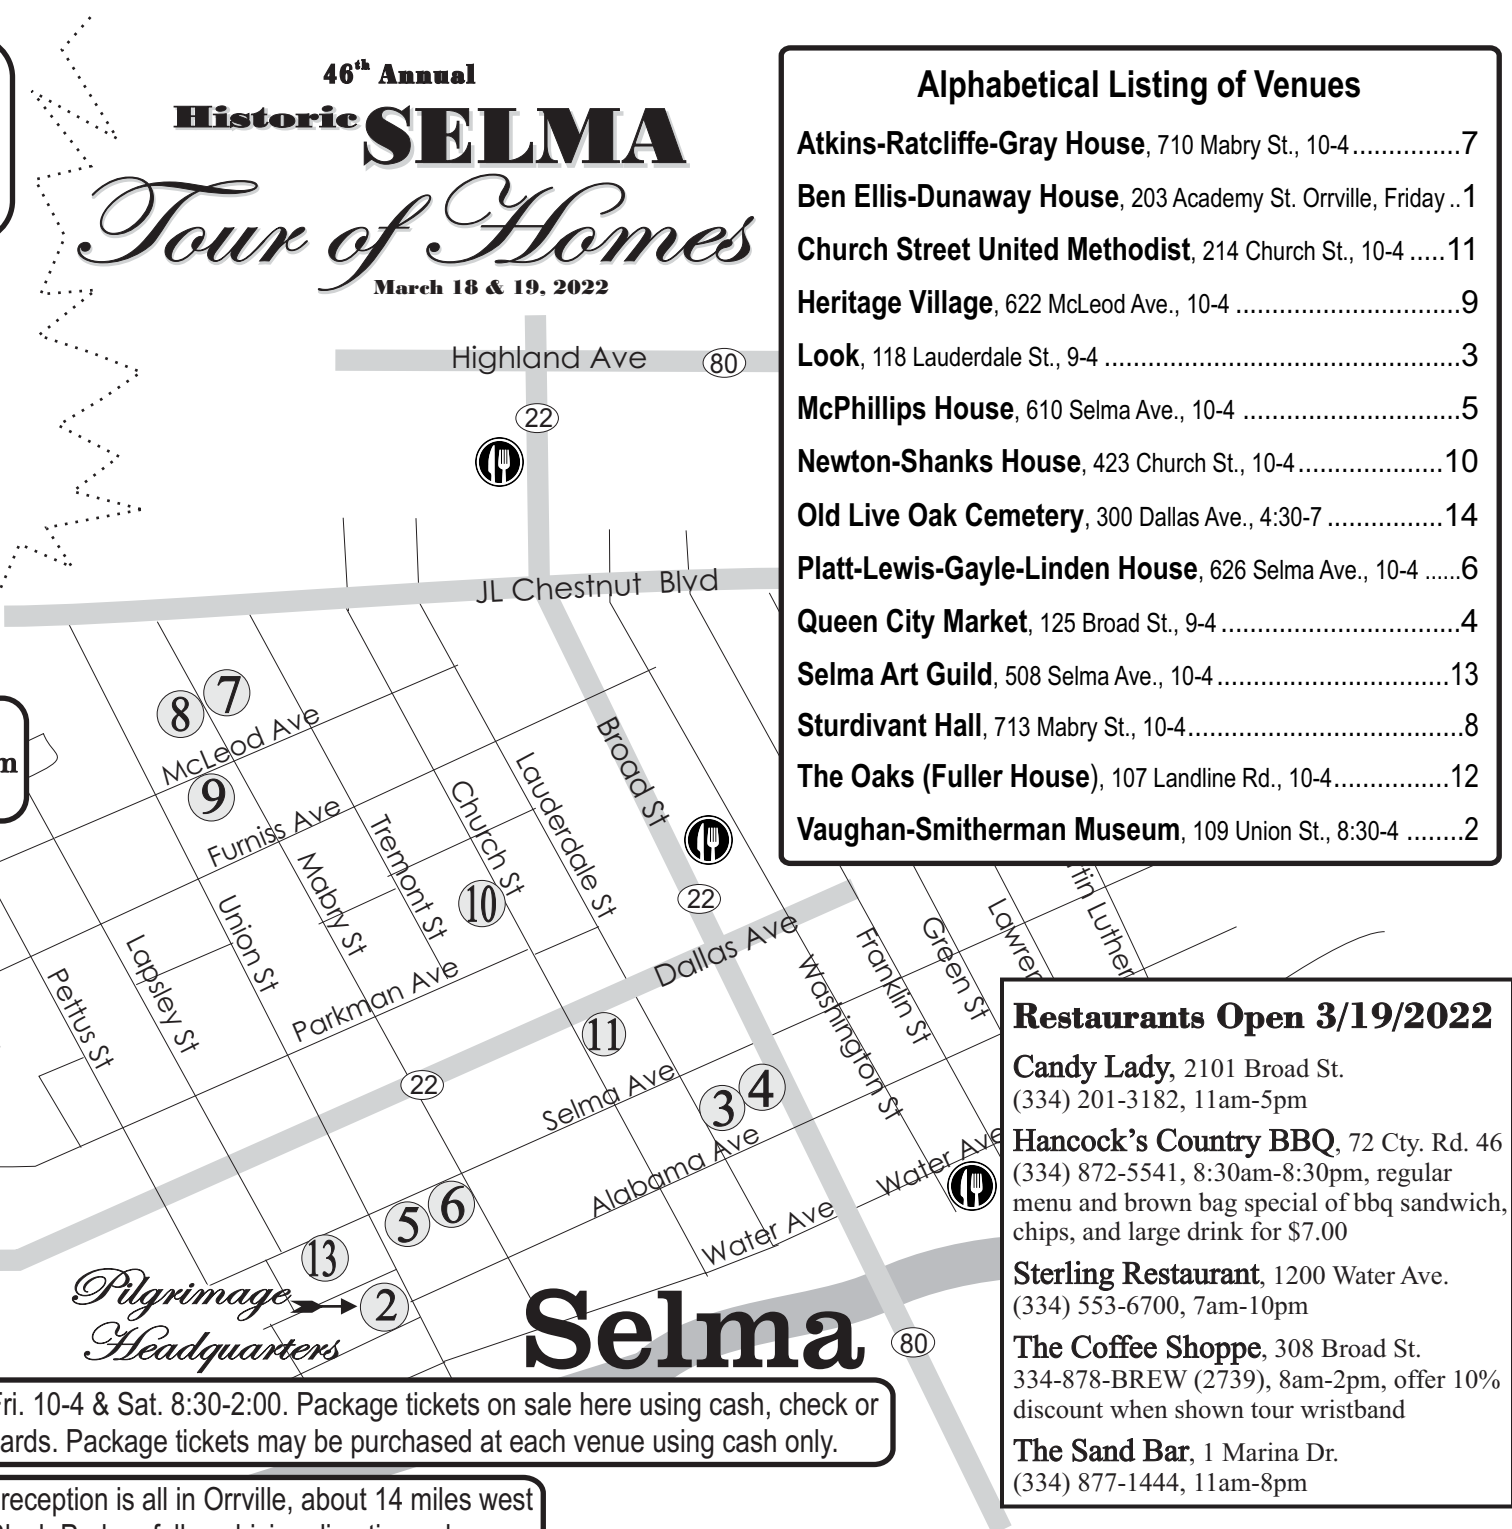 46th Annual
Historic SELMA
Tour of Homes
March 18 & 19, 2022
Alphabetical Listing of Venues
Atkins-Ratcliffe-Gray House, 710 Mabry St., 10-4...............7
Ben Ellis-Dunaway House, 203 Academy St. Orrville, Friday ..1
Church Street United Methodist, 214 Church St., 10-4 .....11
Heritage Village, 622 McLeod Ave., 10-4 ...............................9
Look, 118 Lauderdale St., 9-4 .................................................3
McPhillips House, 610 Selma Ave., 10-4 ..............................5
Newton-Shanks House, 423 Church St., 10-4....................10
Old Live Oak Cemetery, 300 Dallas Ave., 4:30-7 ................14
Platt-Lewis-Gayle-Linden House, 626 Selma Ave., 10-4 ......6
Queen City Market, 125 Broad St., 9-4.................................4
Selma Art Guild, 508 Selma Ave., 10-4................................13
Sturdivant Hall, 713 Mabry St., 10-4......................................8
The Oaks (Fuller House), 107 Landline Rd., 10-4................12
Vaughan-Smitherman Museum, 109 Union St., 8:30-4 ........2
Highland Ave
80
22
JL Chestnut Blvd
8
7
McLeod Ave
9
Furniss Ave
m
Broad St
Lauderdale St
Church St
Tremont St
Mabry St
Union St
Lapsley St
Pettus St
10
22
Dallas Ave
Parkman Ave
11
22
Washington St
Franklin St
Green St
Lawren
tin Luther
Selma Ave
3
4
Alabama Ave
Water Ave
Water Ave
5
6
13
2
Pilgrimage
Headquarters
Selma
80
Restaurants Open 3/19/2022
Candy Lady, 2101 Broad St.
(334) 201-3182, 11am-5pm
Hancock's Country BBQ, 72 Cty. Rd. 46
(334) 872-5541, 8:30am-8:30pm, regular
menu and brown bag special of bbq sandwich,
chips, and large drink for $7.00
Sterling Restaurant, 1200 Water Ave.
(334) 553-6700, 7am-10pm
The Coffee Shoppe, 308 Broad St.
334-878-BREW (2739), 8am-2pm, offer 10%
discount when shown tour wristband
The Sand Bar, 1 Marina Dr.
(334) 877-1444, 11am-8pm
ri. 10-4 & Sat. 8:30-2:00. Package tickets on sale here using cash, check or
ards. Package tickets may be purchased at each venue using cash only.
reception is all in Orrville, about 14 miles west